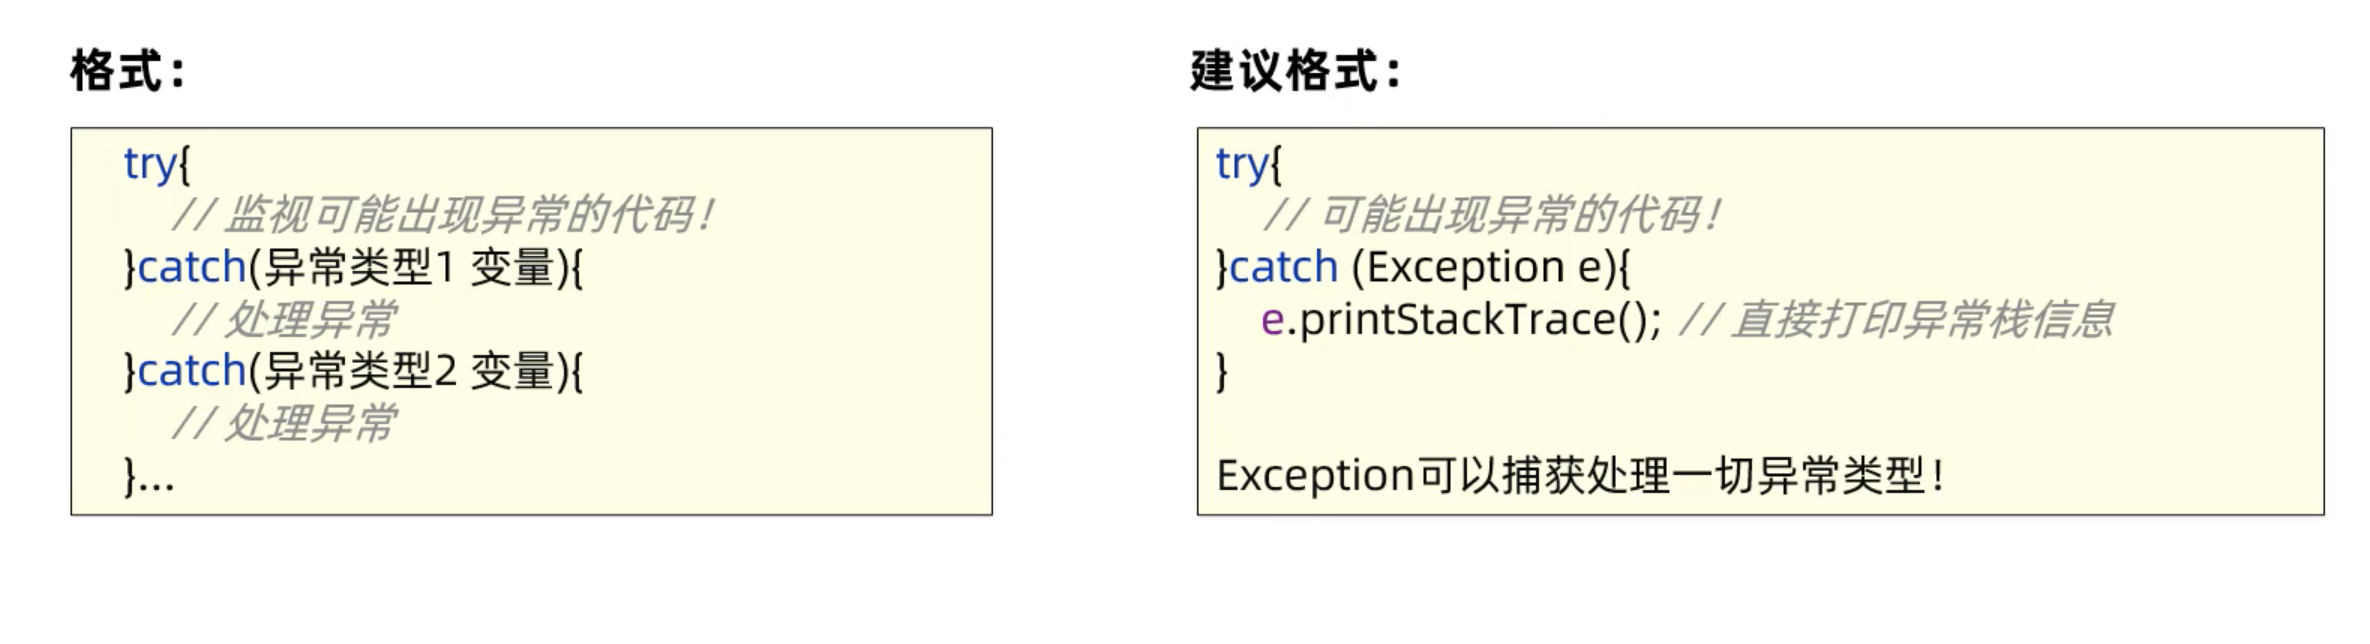 格式：
try{
// 监视可能出现异常的代码！
}catch(异常类型1 变量){
// 处理异常
}catch(异常类型2 变量){
// 处理异常
}...
建议格式：
try{
// 可能出现异常的代码！
}catch (Exception e){
e.printStackTrace(); // 直接打印异常栈信息
}
Exception可以捕获处理一切异常类型！